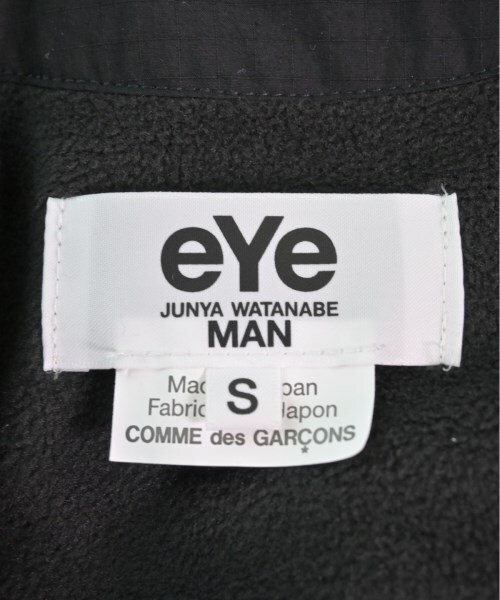 eYe
JUNYA WATANABE
MAN
S
COMME des GARÇONS
*